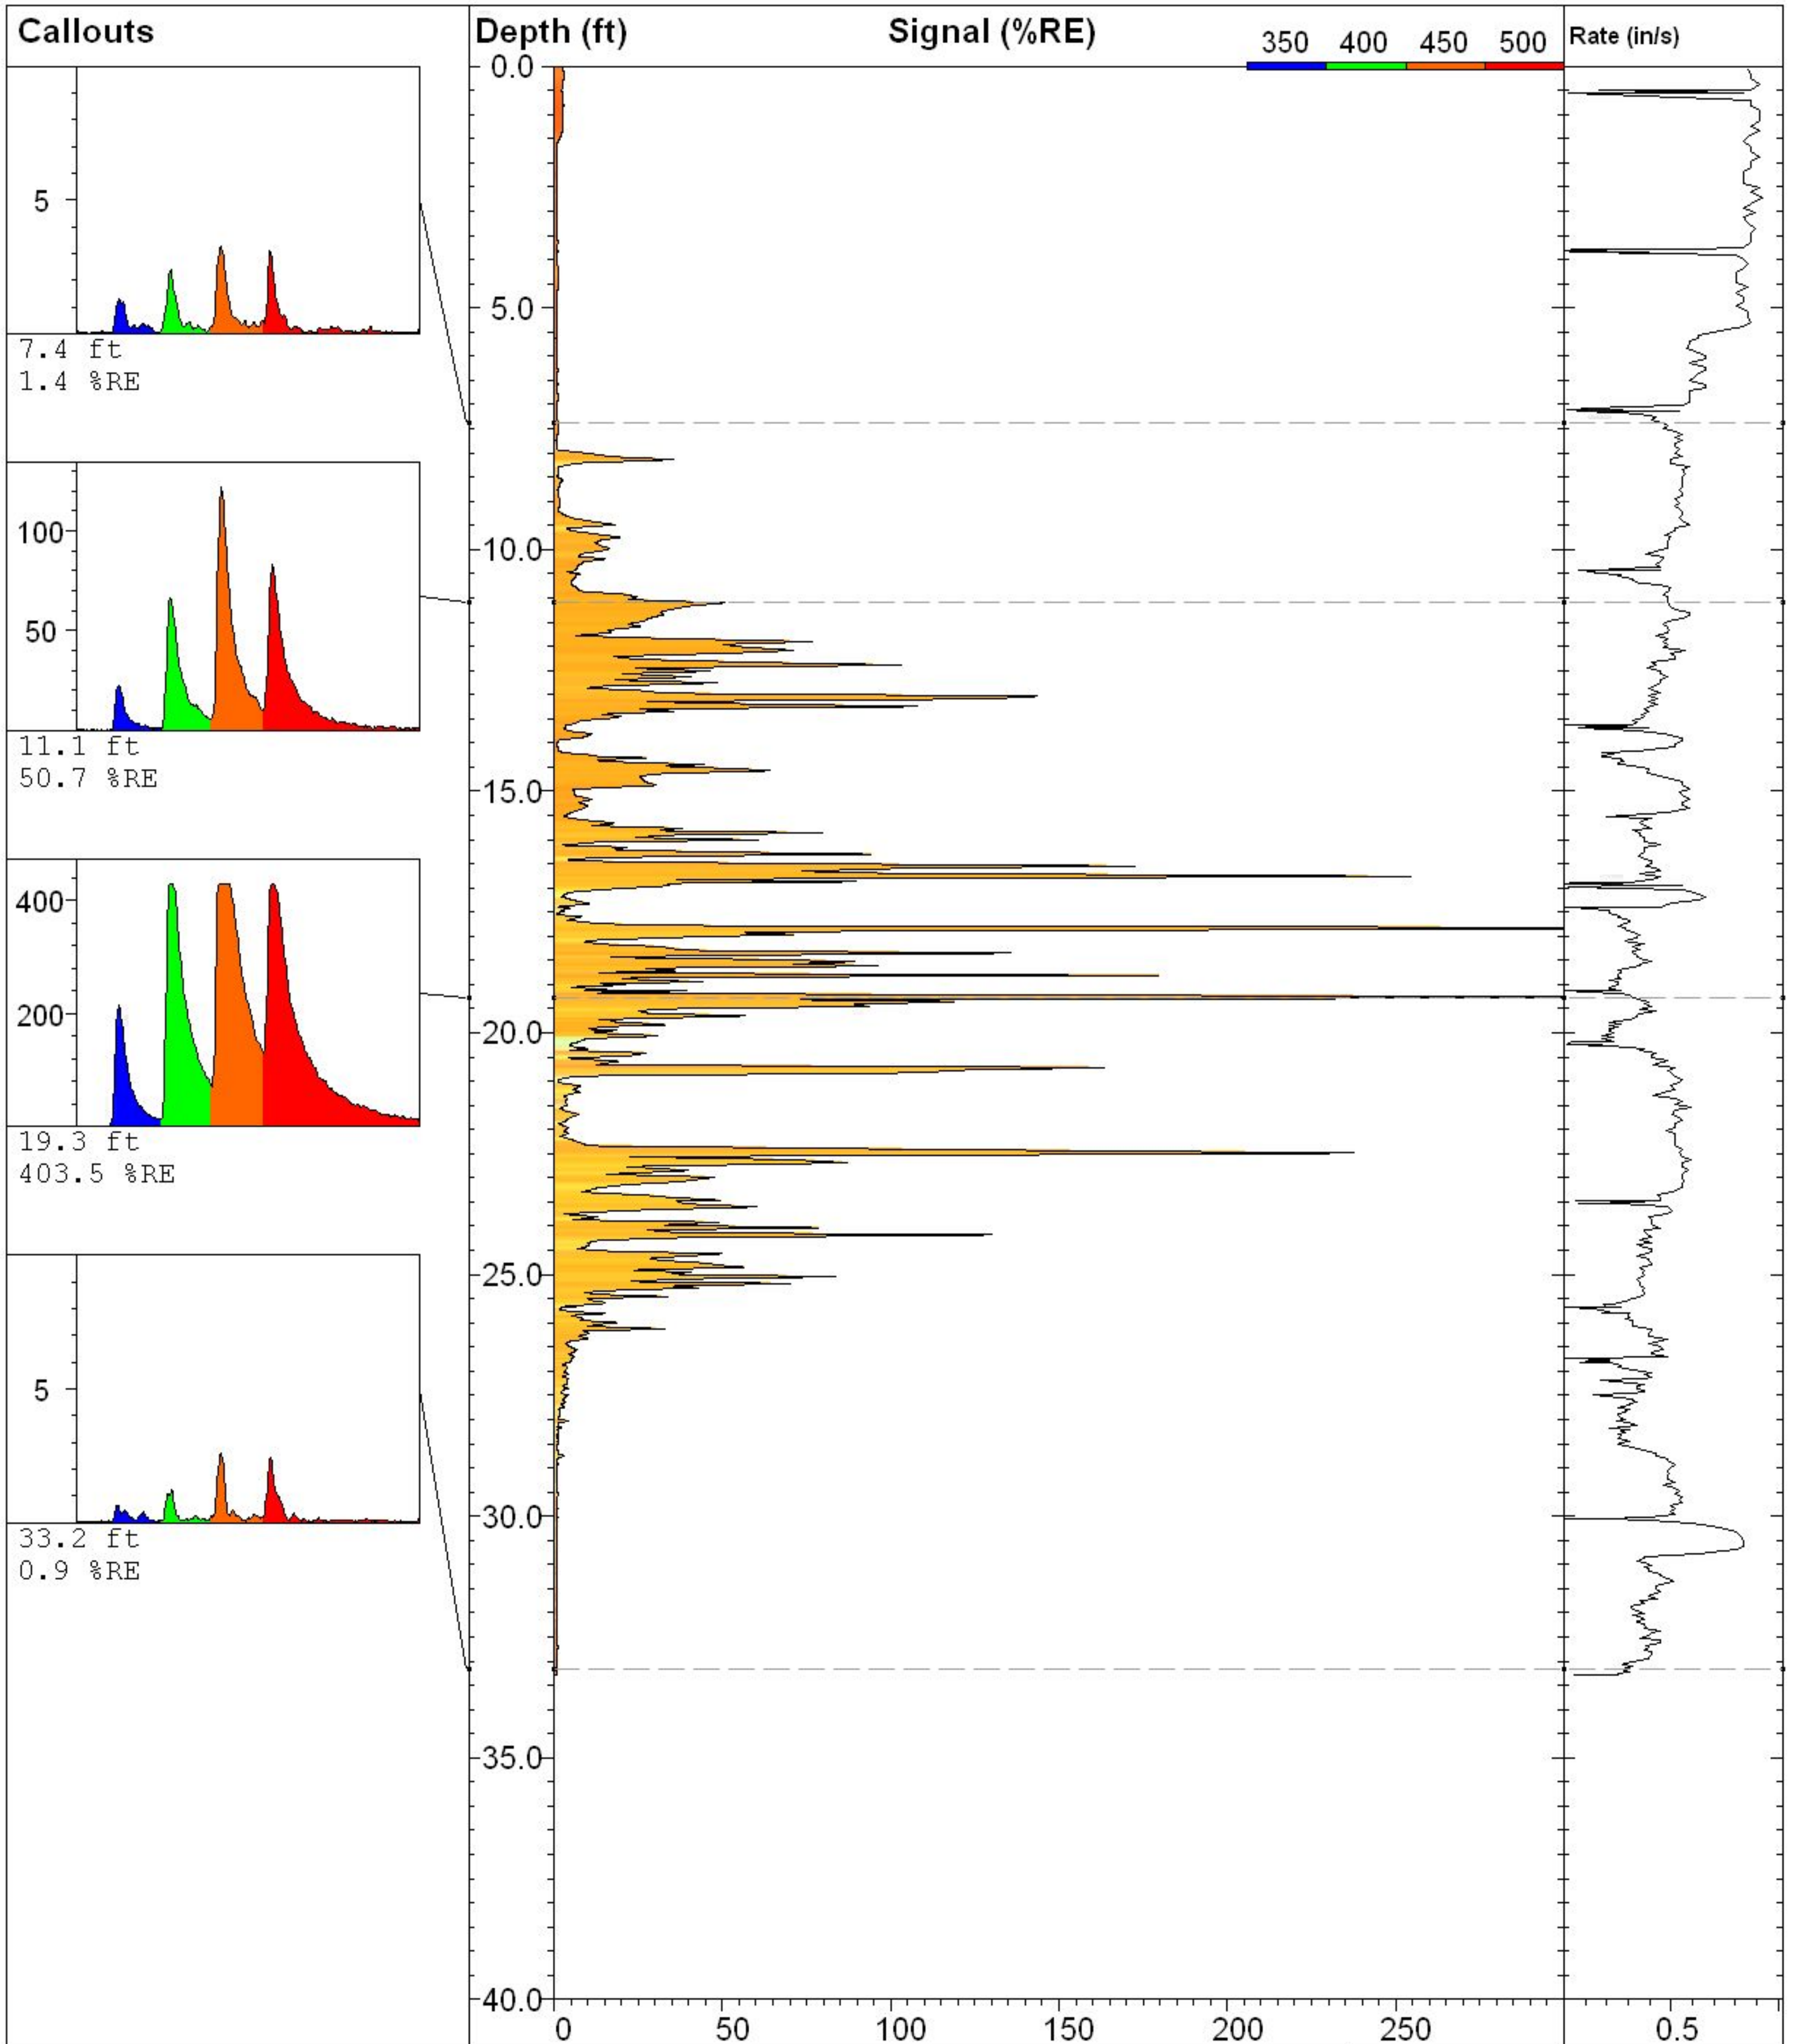 Callouts
Depth (ft)
Signal (%RE)
350 400 450 500
Rate (in/s)
5
7.4 ft
1.4 %RE
100
50
11.1 ft
50.7 %RE
400
200
19.3 ft
403.5 %RE
5
33.2 ft
0.9 %RE
0.0
5.0
10.0
15.0
20.0
25.0
30.0
35.0
40.0
0 50 100 150 200 250
0.5